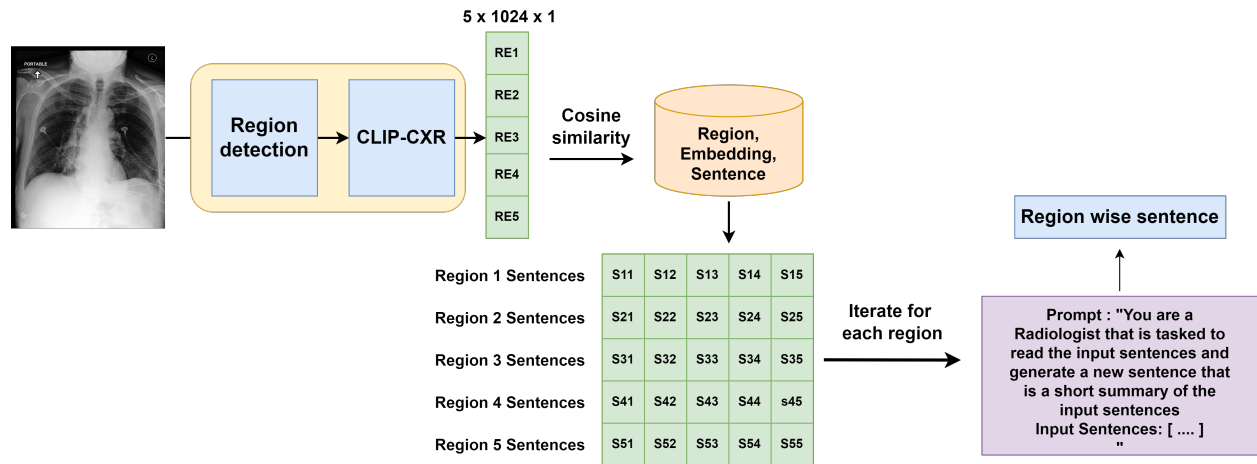 5 x 1024 x 1
PORTABLE
L
Region
detection
CLIP-CXR
RE1
RE2
RE3
RE4
RE5
Cosine
similarity
Region,
Embedding,
Sentence
Region 1 Sentences S11 S12 S13 S14 S15
Region 2 Sentences S21 S22 S23 S24 S25
Region 3 Sentences S31 S32 S33 S34 S35
Region 4 Sentences S41 S42 S43 S44 s45
Region 5 Sentences S51 S52 S53 S54 S55
Iterate for
each region
Region wise sentence
Prompt : "You are a
Radiologist that is tasked to
read the input sentences and
generate a new sentence that
is a short summary of the
input sentences
Input Sentences: [ .... ]
"